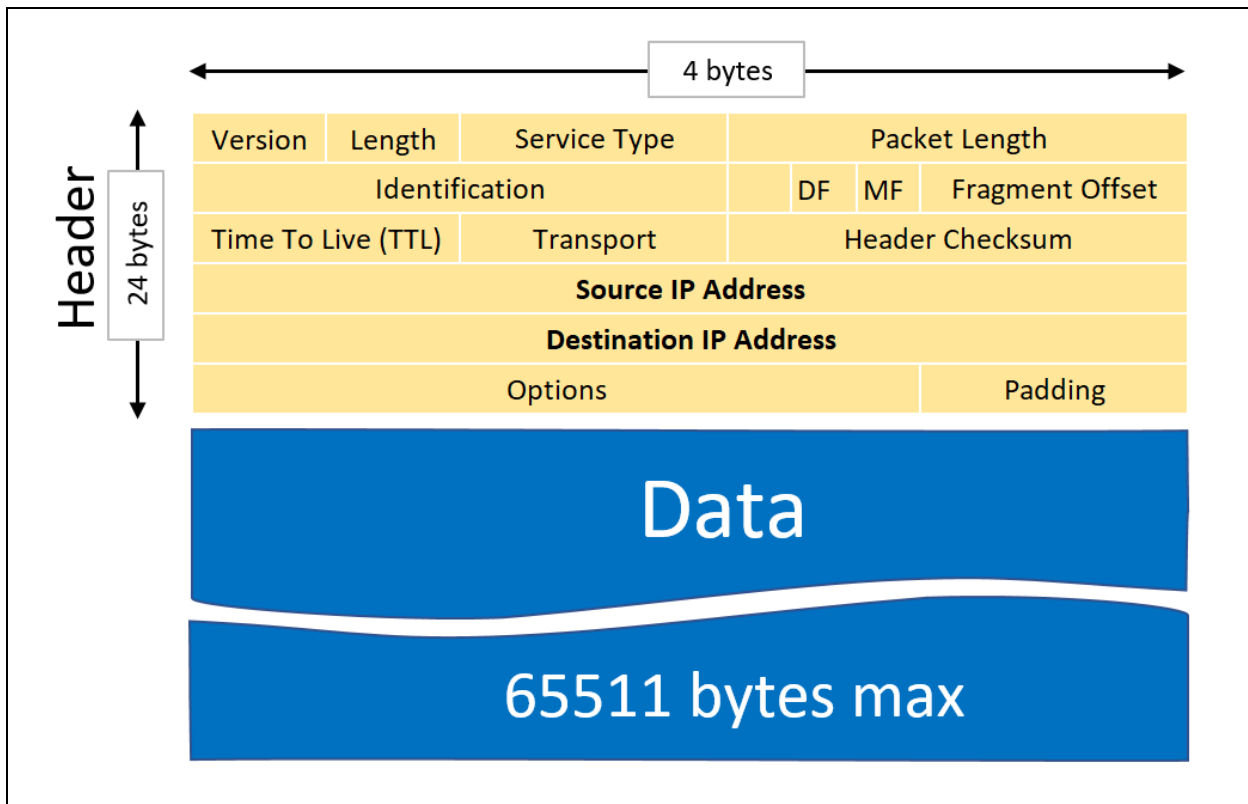 4 bytes
Header
24 bytes
Version Length Service Type Packet Length
Identification DF MF Fragment Offset
Time To Live (TTL) Transport Header Checksum
Source IP Address
Destination IP Address
Options Padding
Data
65511 bytes max